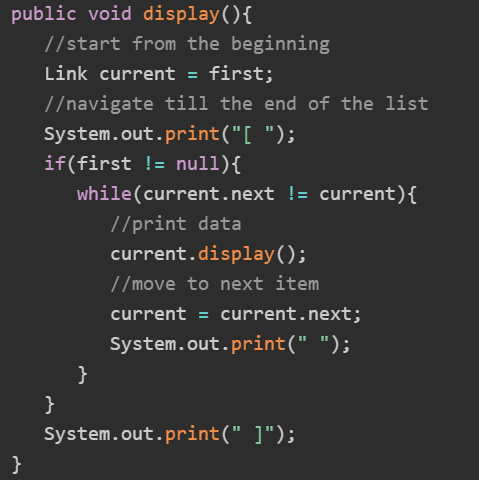 public void display(){
   //start from the beginning
   Link current = first;
   //navigate till the end of the list
   System.out.print("[ ");
   if(first != null){
      while(current.next != current){
         //print data
         current.display();
         //move to next item
         current = current.next;
         System.out.print(" ");
      }
   }
   System.out.print(" ]");
}